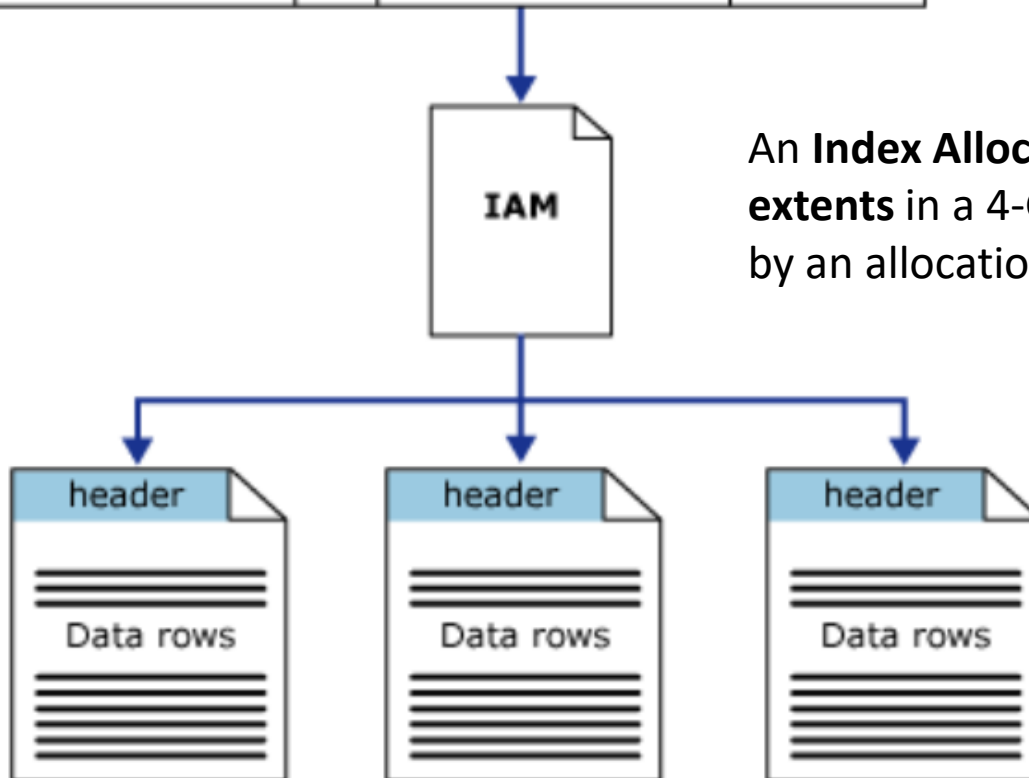 IAM
An Index Alloc
extents in a 4-
by an allocatio
header header header
Data rows Data rows Data rows